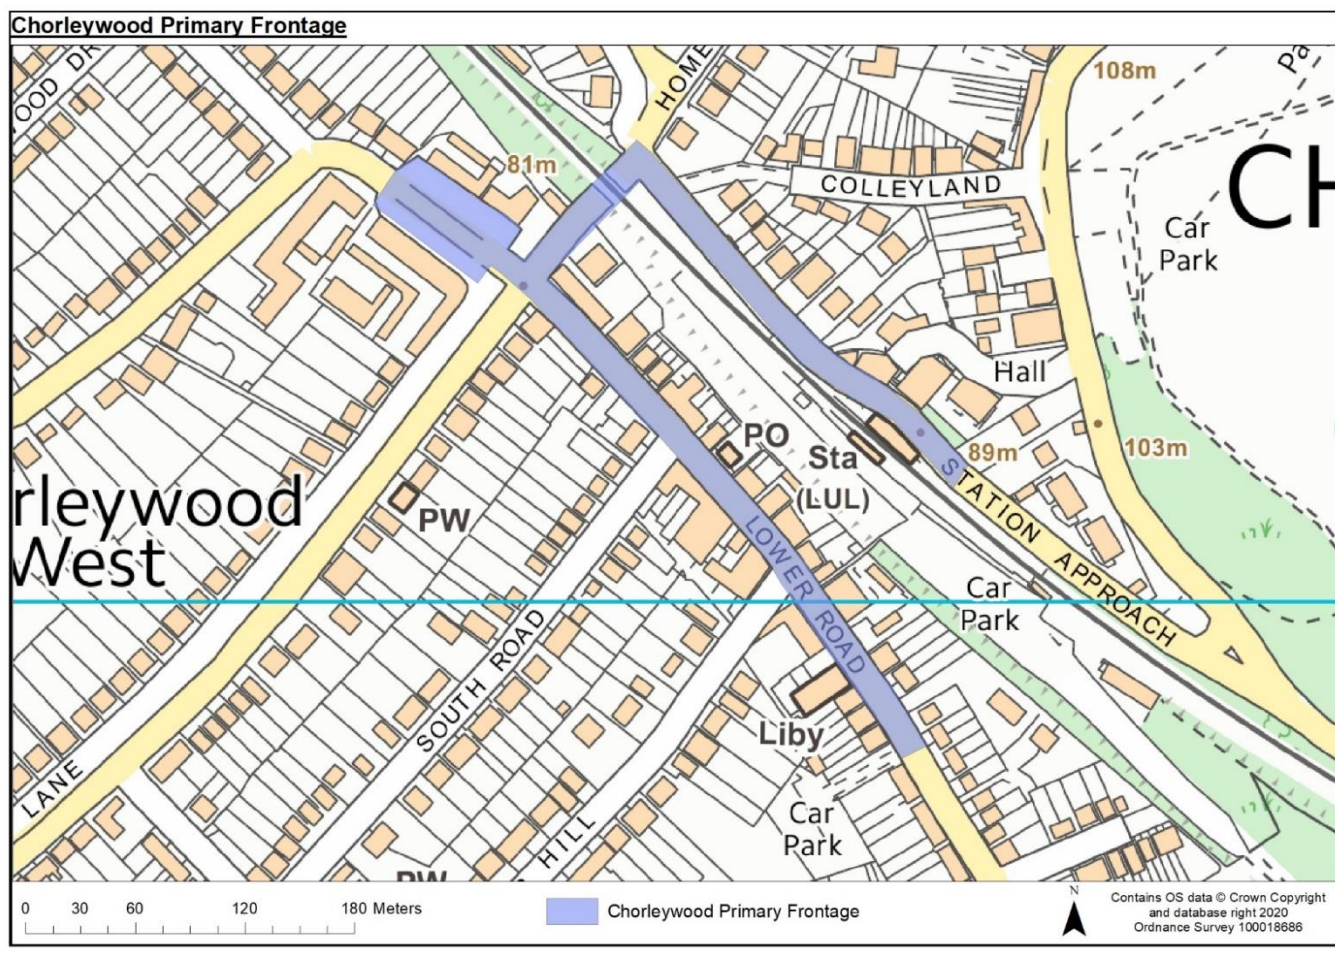 Chorleywood Primary Frontage
OOD DR
HOME
108m
Pa
81m
COLLEYLAND
CH
Car
Park
Hall
PO
Sta
(LUL)
89m
103m
rleywood
West
PW
STATION APPROACH
LOWER ROAD
Car
Park
SOUTH ROAD
Liby
LANE
HILL
Car
Park
PW
0 30 60 120 180 Meters
Chorleywood Primary Frontage
N
Contains OS data © Crown Copyright
and database right 2020
Ordnance Survey 100018686